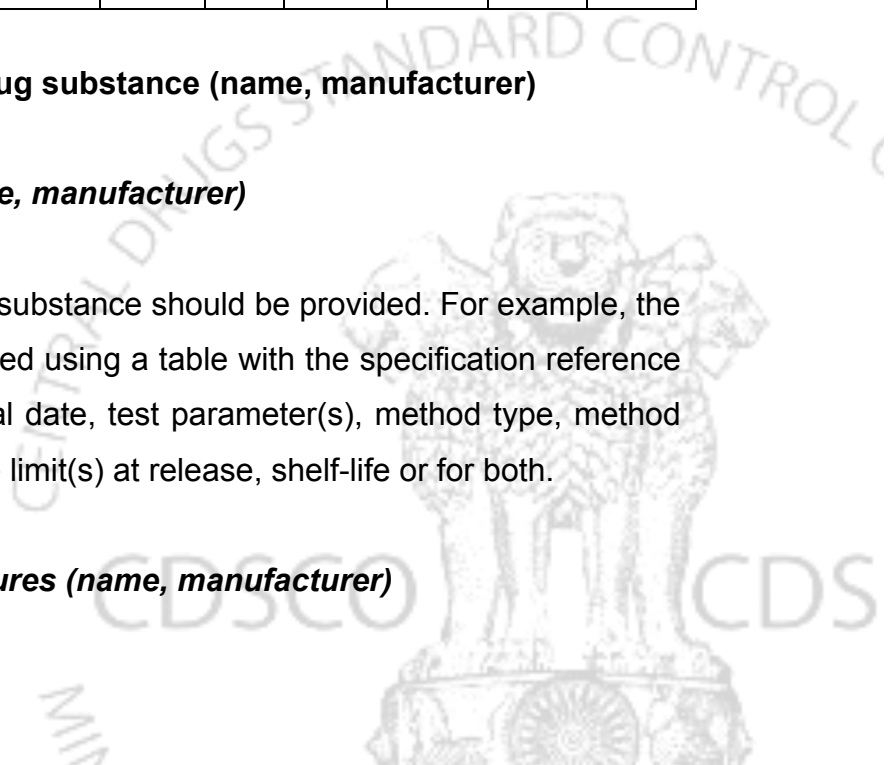 ug substance (name, manufacturer)
e, manufacturer)
substance should be provided. For example, the
ed using a table with the specification reference
al date, test parameter(s), method type, method
limit(s) at release, shelf-life or for both.
ures (name, manufacturer)
CENTRAL DRUGS STANDARD CONTROL
CDSCO
CDS
MIN